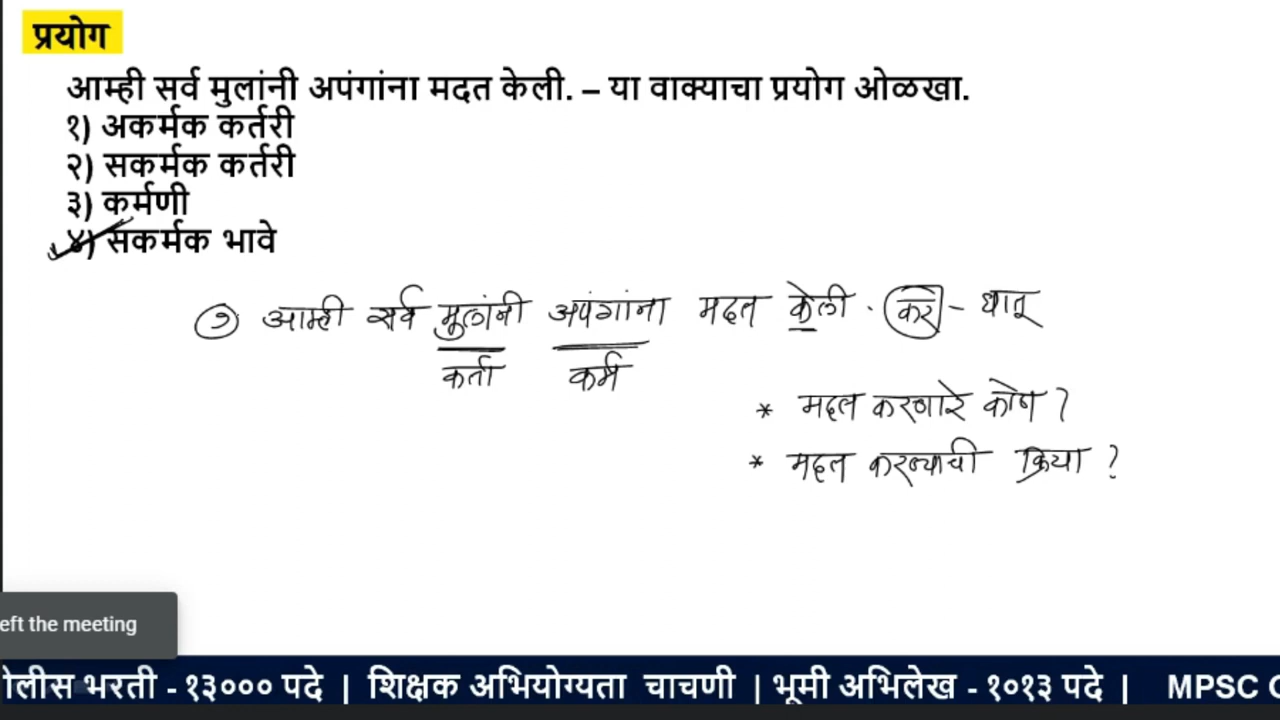 प्रयोग
आम्ही सर्व मुलांनी अपंगांना मदत केली. – या वाक्याचा प्रयोग ओळखा.
१) अकर्मक कर्तरी
२) सकर्मक कर्तरी
३) कर्मणी
४) सकर्मक भावे
१ आम्ही सर्व मुलांनी अपंगांना मदत केली. कर – धातू
कर्ता कर्म
* मदत करणारे कोण ?
* मदत करण्याची क्रिया ?
eft the meeting
ोलीस भरती - १३००० पदे | शिक्षक अभियोग्यता चाचणी | भूमी अभिलेख - १०१३ पदे | MPSC C